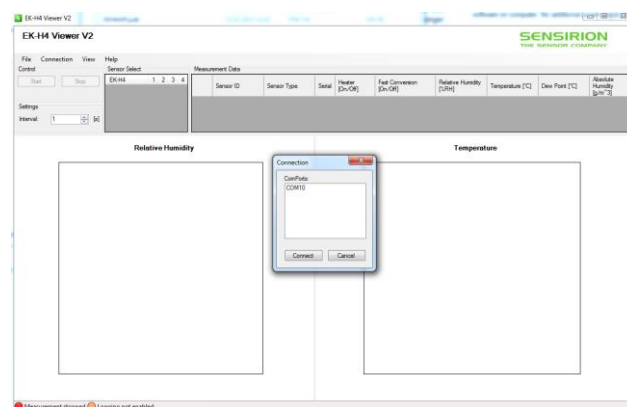 EK-H4 Viewer V2
EK-H4 Viewer V2
SENSIRION
THE SENSOR COMPANY
File Connection View Help
Control Sensor Select Measurement Data
Start Stop EK-H4 1 2 3 4
Sensor ID Sensor Type Serial Heater [On/Off] Fast Conversion [On/Off] Relative Humidity [%RH] Temperature [°C] Dew Point [°C] Absolute Humidity [g/m^3]
Settings
Interval: 1 [s]
Relative Humidity Temperature
Connection
ComPorts:
COM10
Connect Cancel
Measurement stopped Logging not enabled